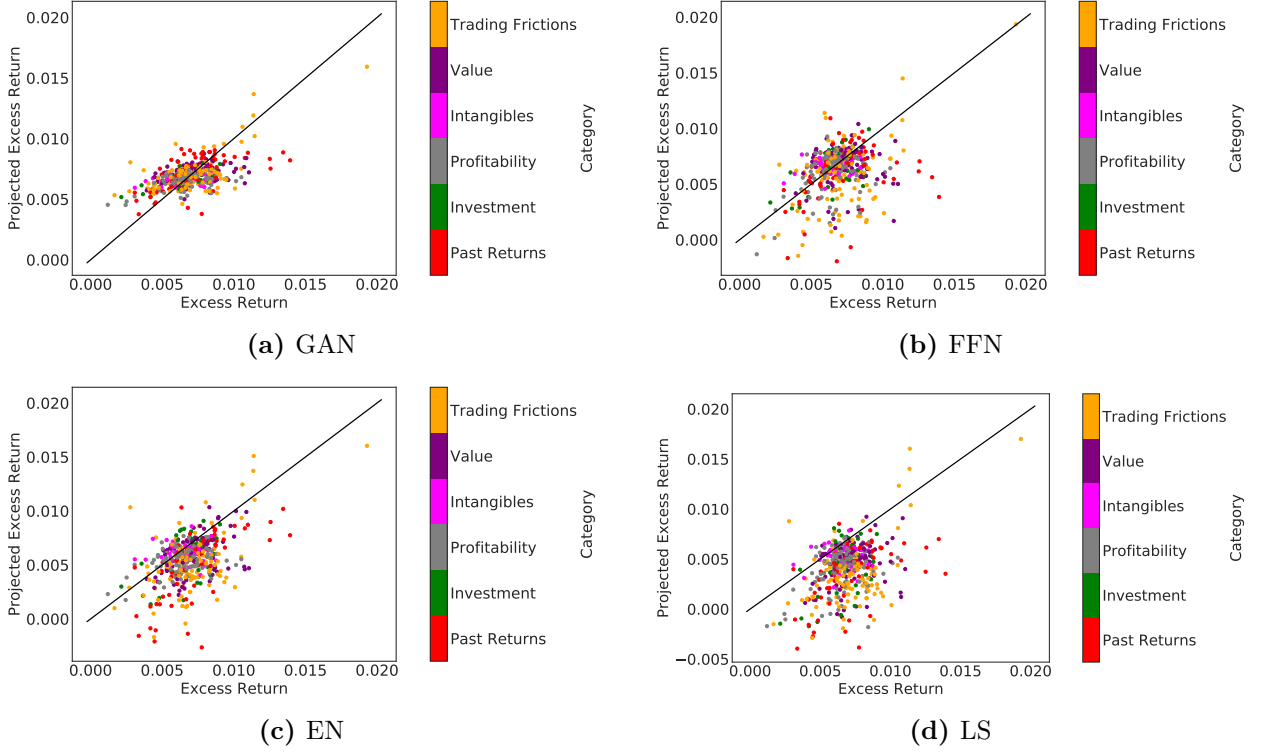 0.020
0.015
0.010
0.005
0.000
Projected Excess Return
0.000 0.005 0.010 0.015 0.020
Excess Return
Trading Frictions
Value
Intangibles
Profitability
Investment
Past Returns
Category
(a) GAN
0.020
0.015
0.010
0.005
0.000
Projected Excess Return
0.000 0.005 0.010 0.015 0.020
Excess Return
Trading Frictions
Value
Intangibles
Profitability
Investment
Past Returns
Category
(b) FFN
0.020
0.015
0.010
0.005
0.000
Projected Excess Return
0.000 0.005 0.010 0.015 0.020
Excess Return
Trading Frictions
Value
Intangibles
Profitability
Investment
Past Returns
Category
(c) EN
0.020
0.015
0.010
0.005
0.000
−0.005
Projected Excess Return
0.000 0.005 0.010 0.015 0.020
Excess Return
Trading Frictions
Value
Intangibles
Profitability
Investment
Past Returns
Category
(d) LS